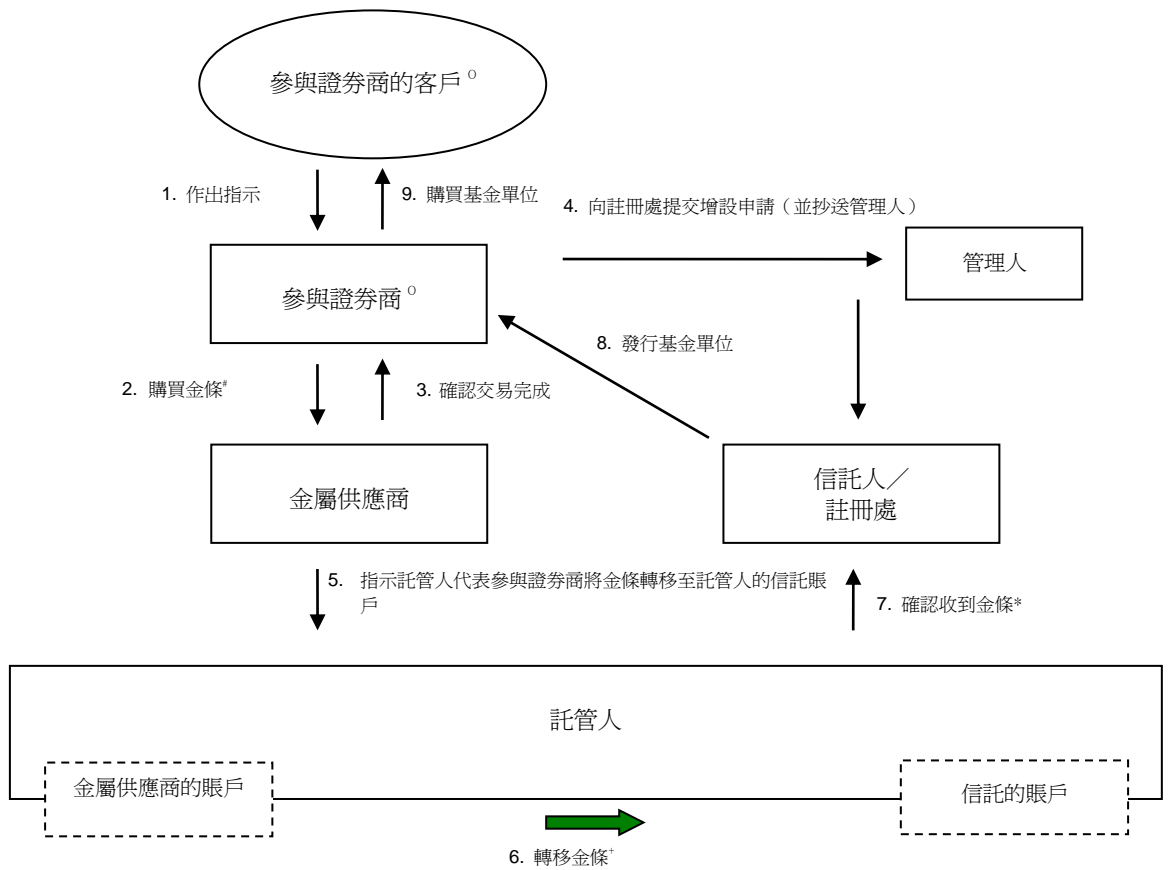 參與證券商的客戶 ⁰
1. 作出指示
9. 購買基金單位
4. 向註冊處提交增設申請（並抄送管理人）
管理人
參與證券商 ⁰
8. 發行基金單位
2. 購買金條#
3. 確認交易完成
金屬供應商
信託人／
註冊處
5. 指示託管人代表參與證券商將金條轉移至託管人的信託賬
戶
7. 確認收到金條*
託管人
金屬供應商的賬戶
信託的賬戶
6. 轉移金條⁺